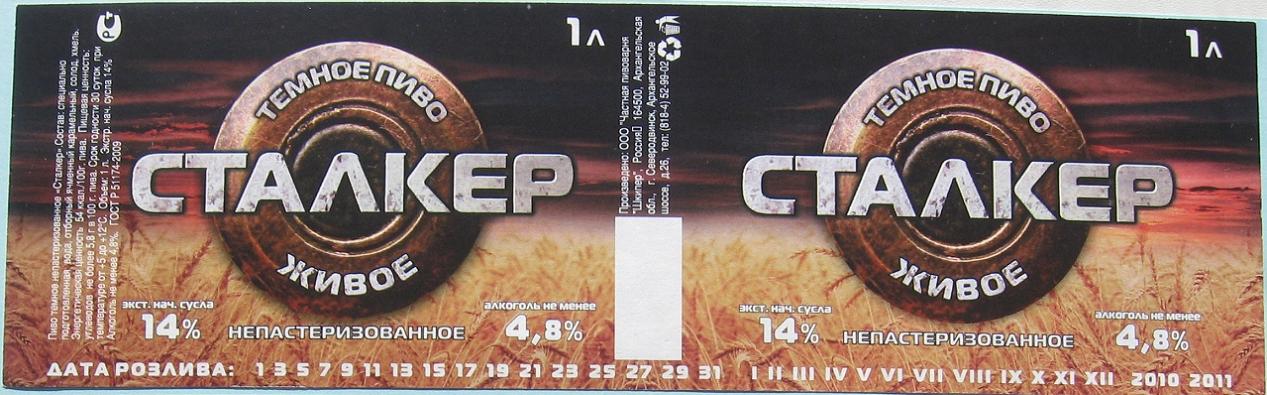 Пиво темное непастеризованное «Сталкер».Состав: специально
подготовленная, вода, отборный ячменный карамельный, солод, хмель.
Энергетическая ценность 54 ккал./100г. пива. Пищевая ценность:
углеводов не более 5.8 г в 100 г. пива. Срок годности 30 суток, при
температуре от +5 до +12°С. Объем: 1 л. Экстр. нач. сусла 14%
Алкоголь не менее 4,8%. ГОСТ Р 51174-2009
1 л
ТЕМНОЕ ПИВО
СТАЛКЕР
ЖИВОЕ
экст. нач. сусла
14%
НЕПАСТЕРИЗОВАННОЕ
алкоголь не менее
4,8%
Произведено: ООО "Частная пивоварня
"Шкипер", Россия 164500, Архангельская
обл., г. Северодвинск, Архангельское
шоссе, д.26, тел: (818-4) 52-99-02
1 л
ТЕМНОЕ ПИВО
СТАЛКЕР
ЖИВОЕ
экст. нач. сусла
14%
НЕПАСТЕРИЗОВАННОЕ
алкоголь не менее
4,8%
ДАТА РОЗЛИВА: 1 3 5 7 9 11 13 15 17 19 21 23 25 27 29 31 I II III IV V VI VII VIII IX X XI XII 2010 2011